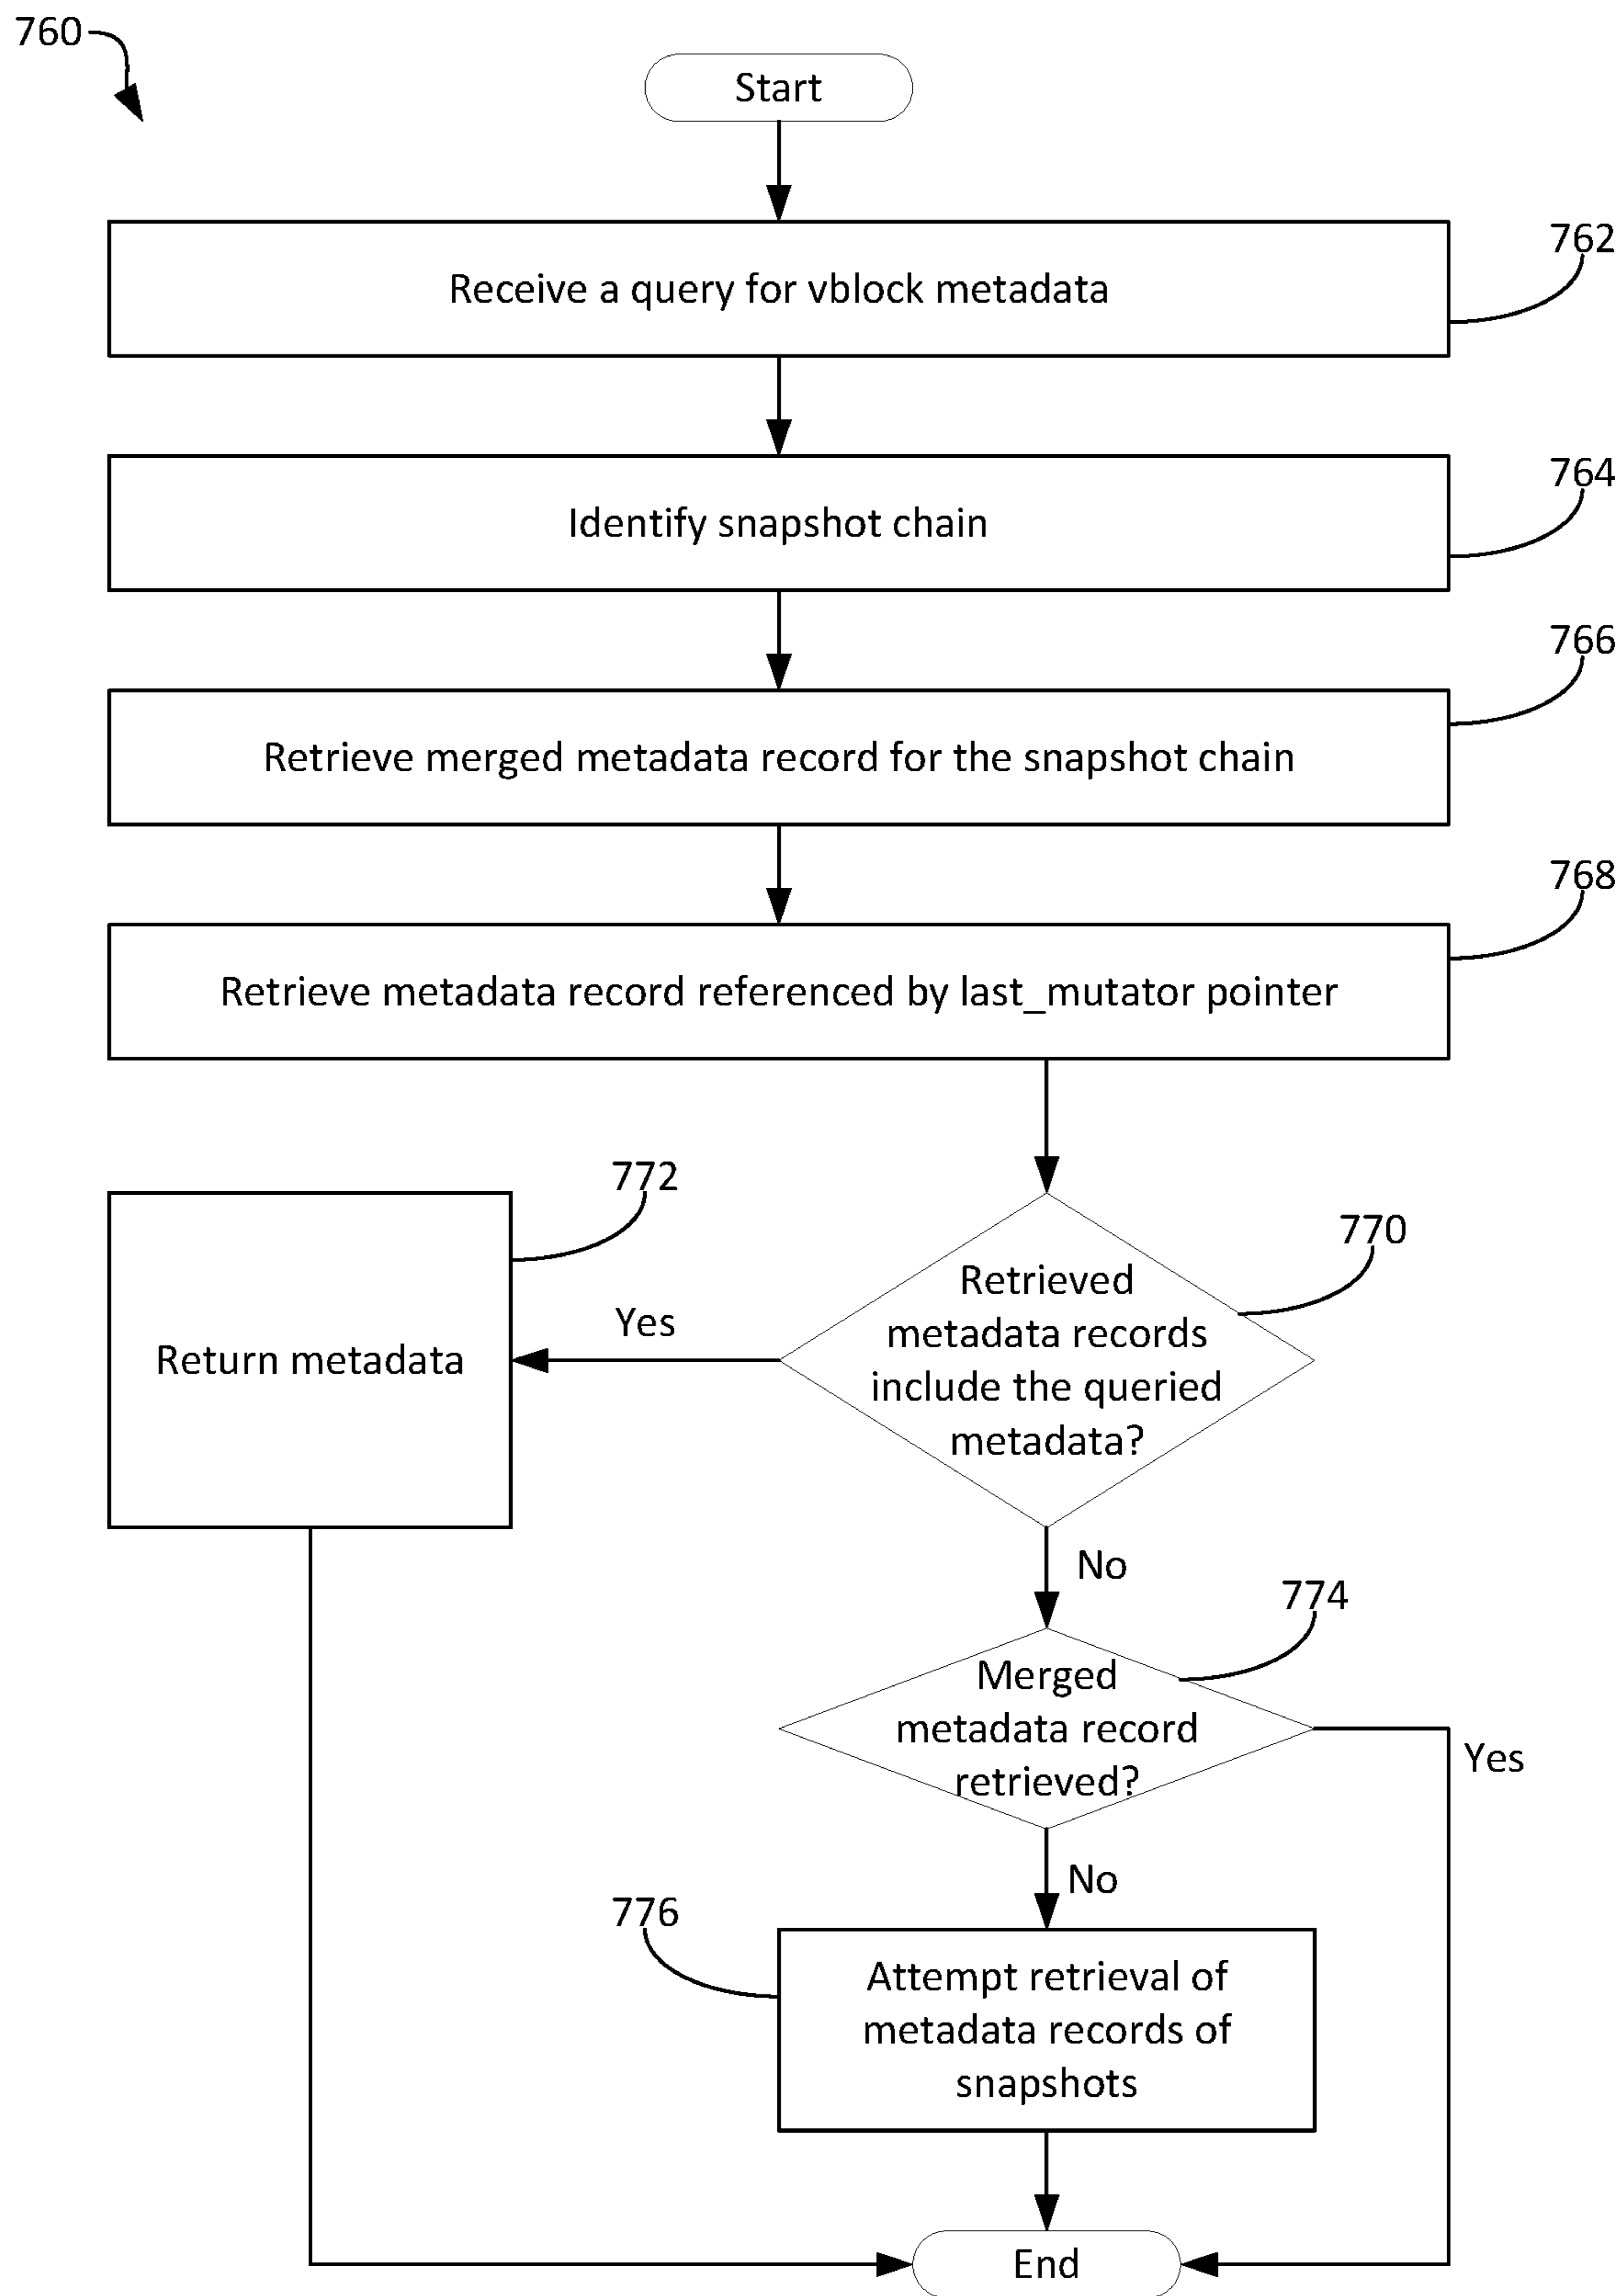 760
Start
762
Receive a query for vblock metadata
764
Identify snapshot chain
766
Retrieve merged metadata record for the snapshot chain
768
Retrieve metadata record referenced by last_mutator pointer
772
770
Retrieved
metadata records
include the queried
metadata?
Yes
Return metadata
No
774
Merged
metadata record
retrieved?
Yes
No
776
Attempt retrieval of
metadata records of
snapshots
End